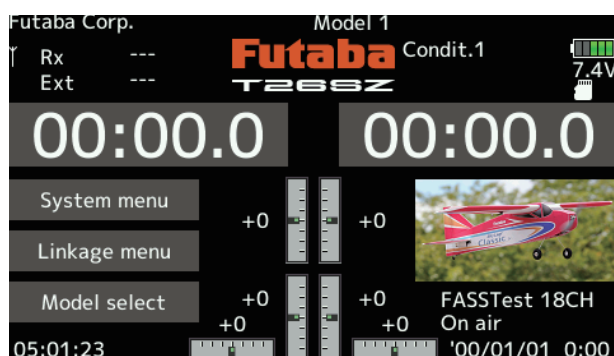 Futaba Corp. Model 1
Rx --- Futaba Condit.1
Ext --- T26SZ 7.4V
00:00.0 00:00.0
System menu
+0 +0
Linkage menu Classic
Model select +0 +0 FASSTest 18CH
+0 +0 On air
05:01:23 '00/01/01 0:00